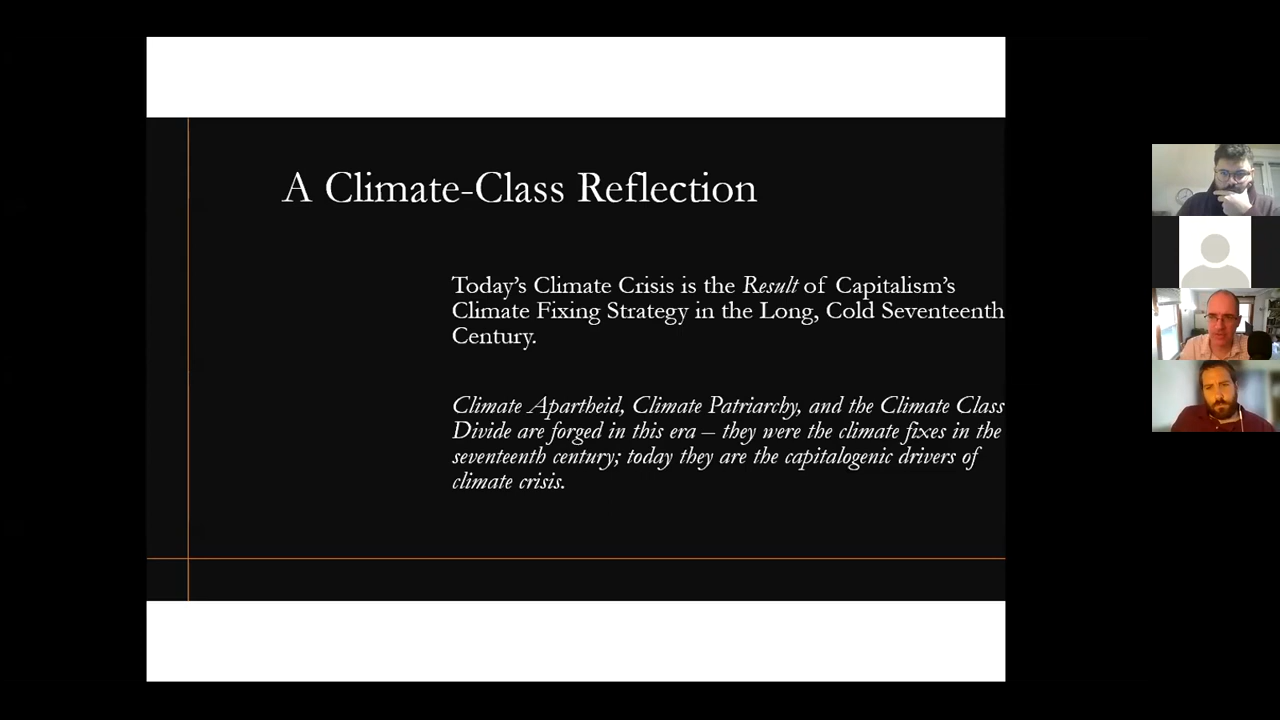 A Climate-Class Reflection
Today’s Climate Crisis is the Result of Capitalism’s
Climate Fixing Strategy in the Long, Cold Seventeenth
Century.
Climate Apartheid, Climate Patriarchy, and the Climate Class
Divide are forged in this era – they were the climate fixes in the
seventeenth century; today they are the capitalogenic drivers of
climate crisis.